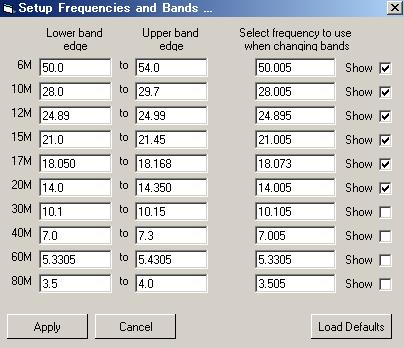 Setup Frequencies and Bands ...
Lower band edge Upper band edge Select frequency to use when changing bands
6M 50.0 to 54.0 50.005 Show
10M 28.0 to 29.7 28.005 Show
12M 24.89 to 24.99 24.895 Show
15M 21.0 to 21.45 21.005 Show
17M 18.050 to 18.168 18.073 Show
20M 14.0 to 14.350 14.005 Show
30M 10.1 to 10.15 10.105 Show
40M 7.0 to 7.3 7.005 Show
60M 5.3305 to 5.4305 5.3305 Show
80M 3.5 to 4.0 3.505 Show
Apply Cancel Load Defaults